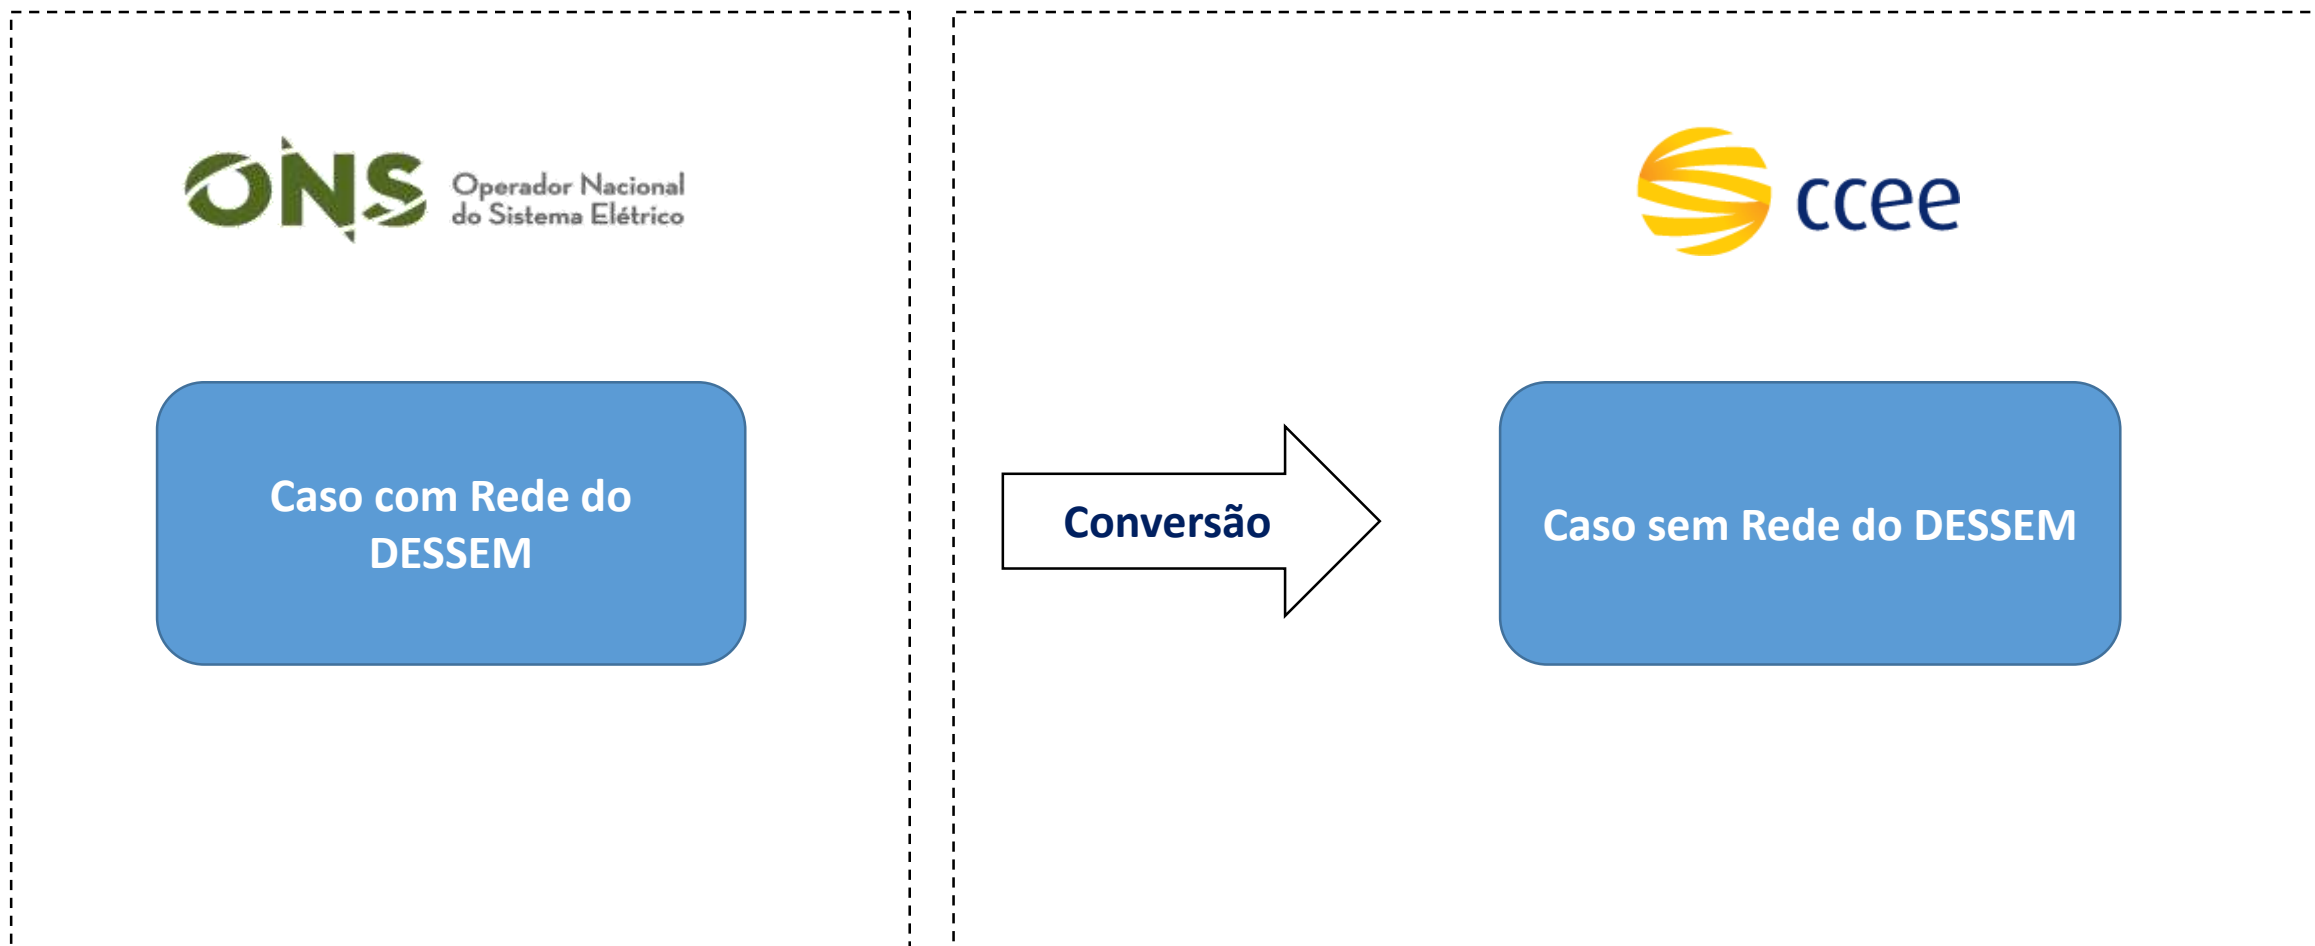 ONS
Operador Nacional
do Sistema Elétrico
ccee
Caso com Rede do
DESSEM
Conversão
Caso sem Rede do DESSEM